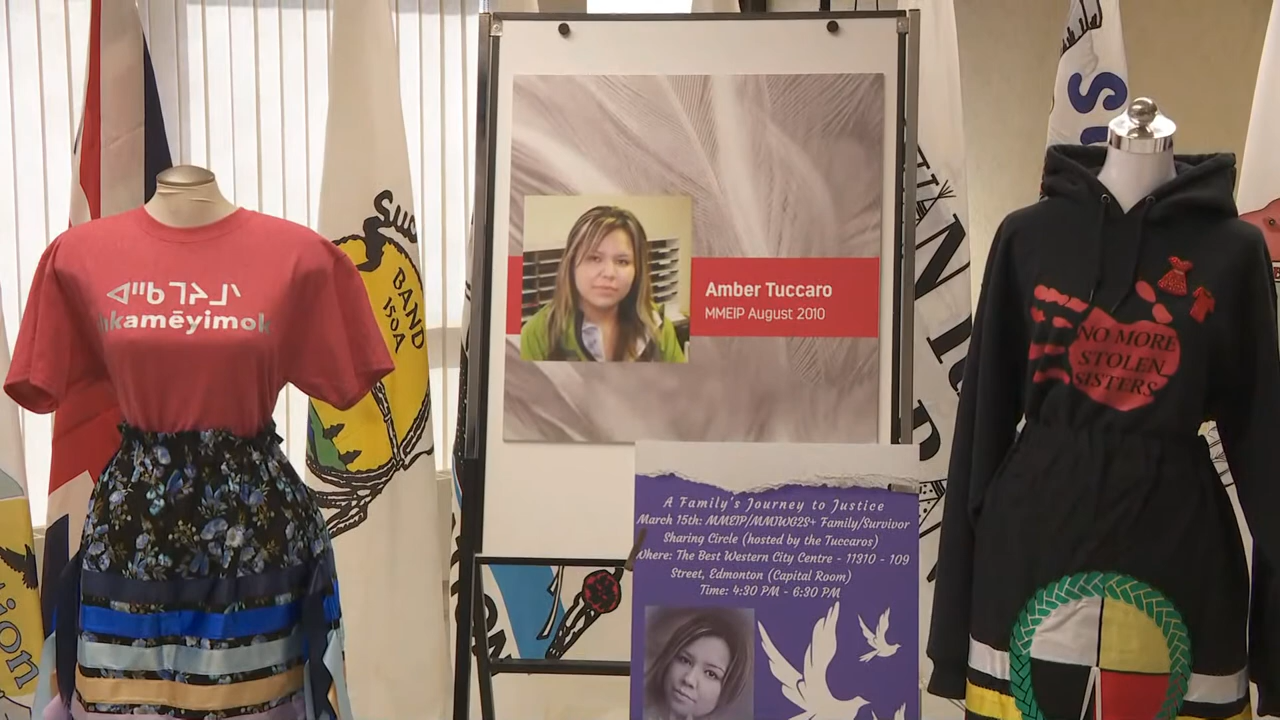 ᐊᐦᑲᒣᔨᒧᐠ
hkamēyimok
BAND
150A
Amber Tuccaro
MMEIP August 2010
A Family's Journey to Justice
March 15th: MMEIP/MMIWG2S+ Family/Survivor
Sharing Circle (hosted by the Tuccaros)
Where: The Best Western City Centre - 11310 - 109
Street, Edmonton (Capital Room)
Time: 4:30 PM - 6:30 PM
NO MORE
STOLEN
SISTERS